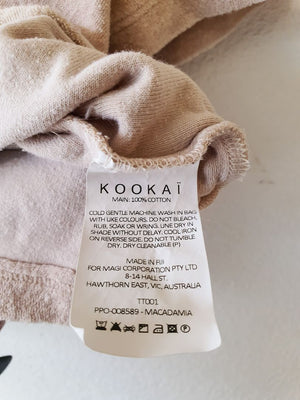 KOOKAÏ
MAIN: 100% COTTON
COLD GENTLE MACHINE WASH IN BAG
WITH LIKE COLOURS. DO NOT BLEACH,
RUB, SOAK OR WRING. LINE DRY IN
SHADE WITHOUT DELAY. COOL IRON
ON REVERSE SIDE. DO NOT TUMBLE
DRY. DRY CLEANABLE (P)
MADE IN FIJI
FOR MAGI CORPORATION PTY LTD
8-14 HALL ST.
HAWTHORN EAST, VIC, AUSTRALIA
TT001
PPO-008589 - MACADAMIA